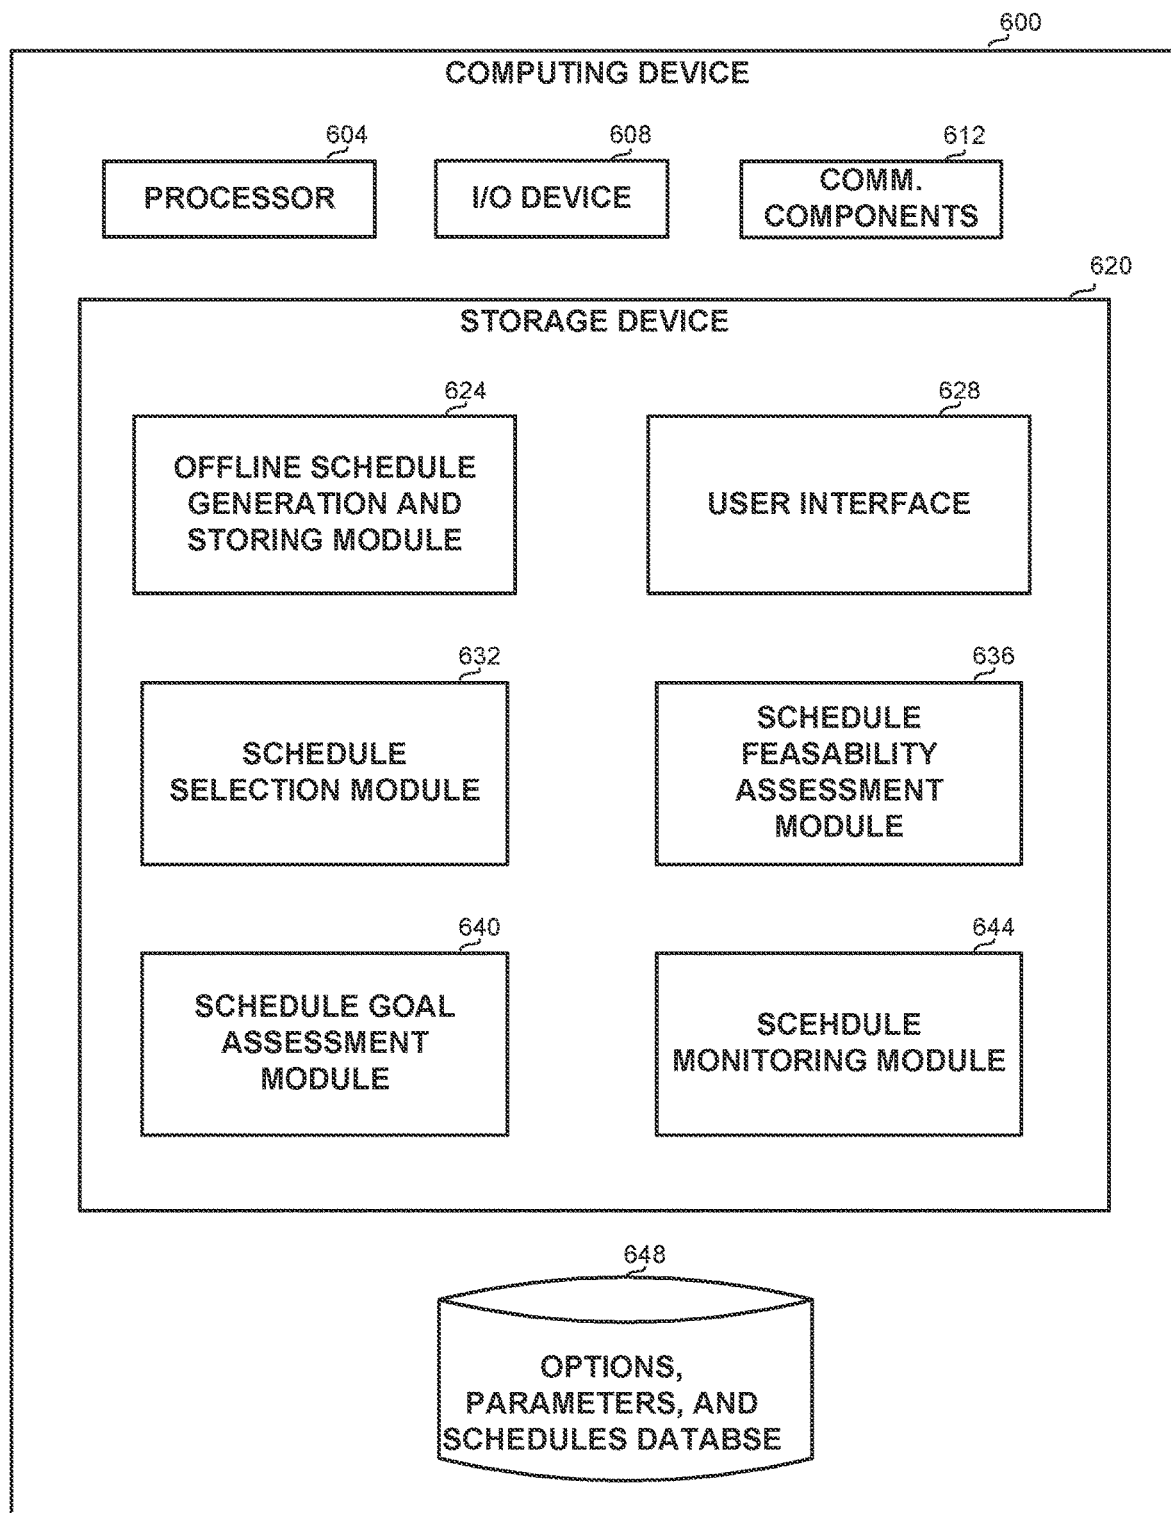 600
COMPUTING DEVICE
604
608
612
PROCESSOR
I/O DEVICE
COMM.
COMPONENTS
620
STORAGE DEVICE
624
628
OFFLINE SCHEDULE
GENERATION AND
STORING MODULE
USER INTERFACE
632
636
SCHEDULE
SELECTION MODULE
SCHEDULE
FEASABILITY
ASSESSMENT
MODULE
640
644
SCHEDULE GOAL
ASSESSMENT
MODULE
SCEHDULE
MONITORING MODULE
648
OPTIONS,
PARAMETERS, AND
SCHEDULES DATABSE